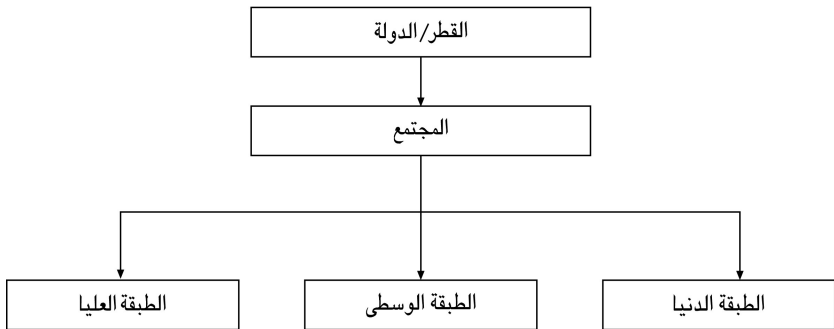 القطر/الدولة
المجتمع
الطبقة الدنيا
الطبقة الوسطى
الطبقة العليا